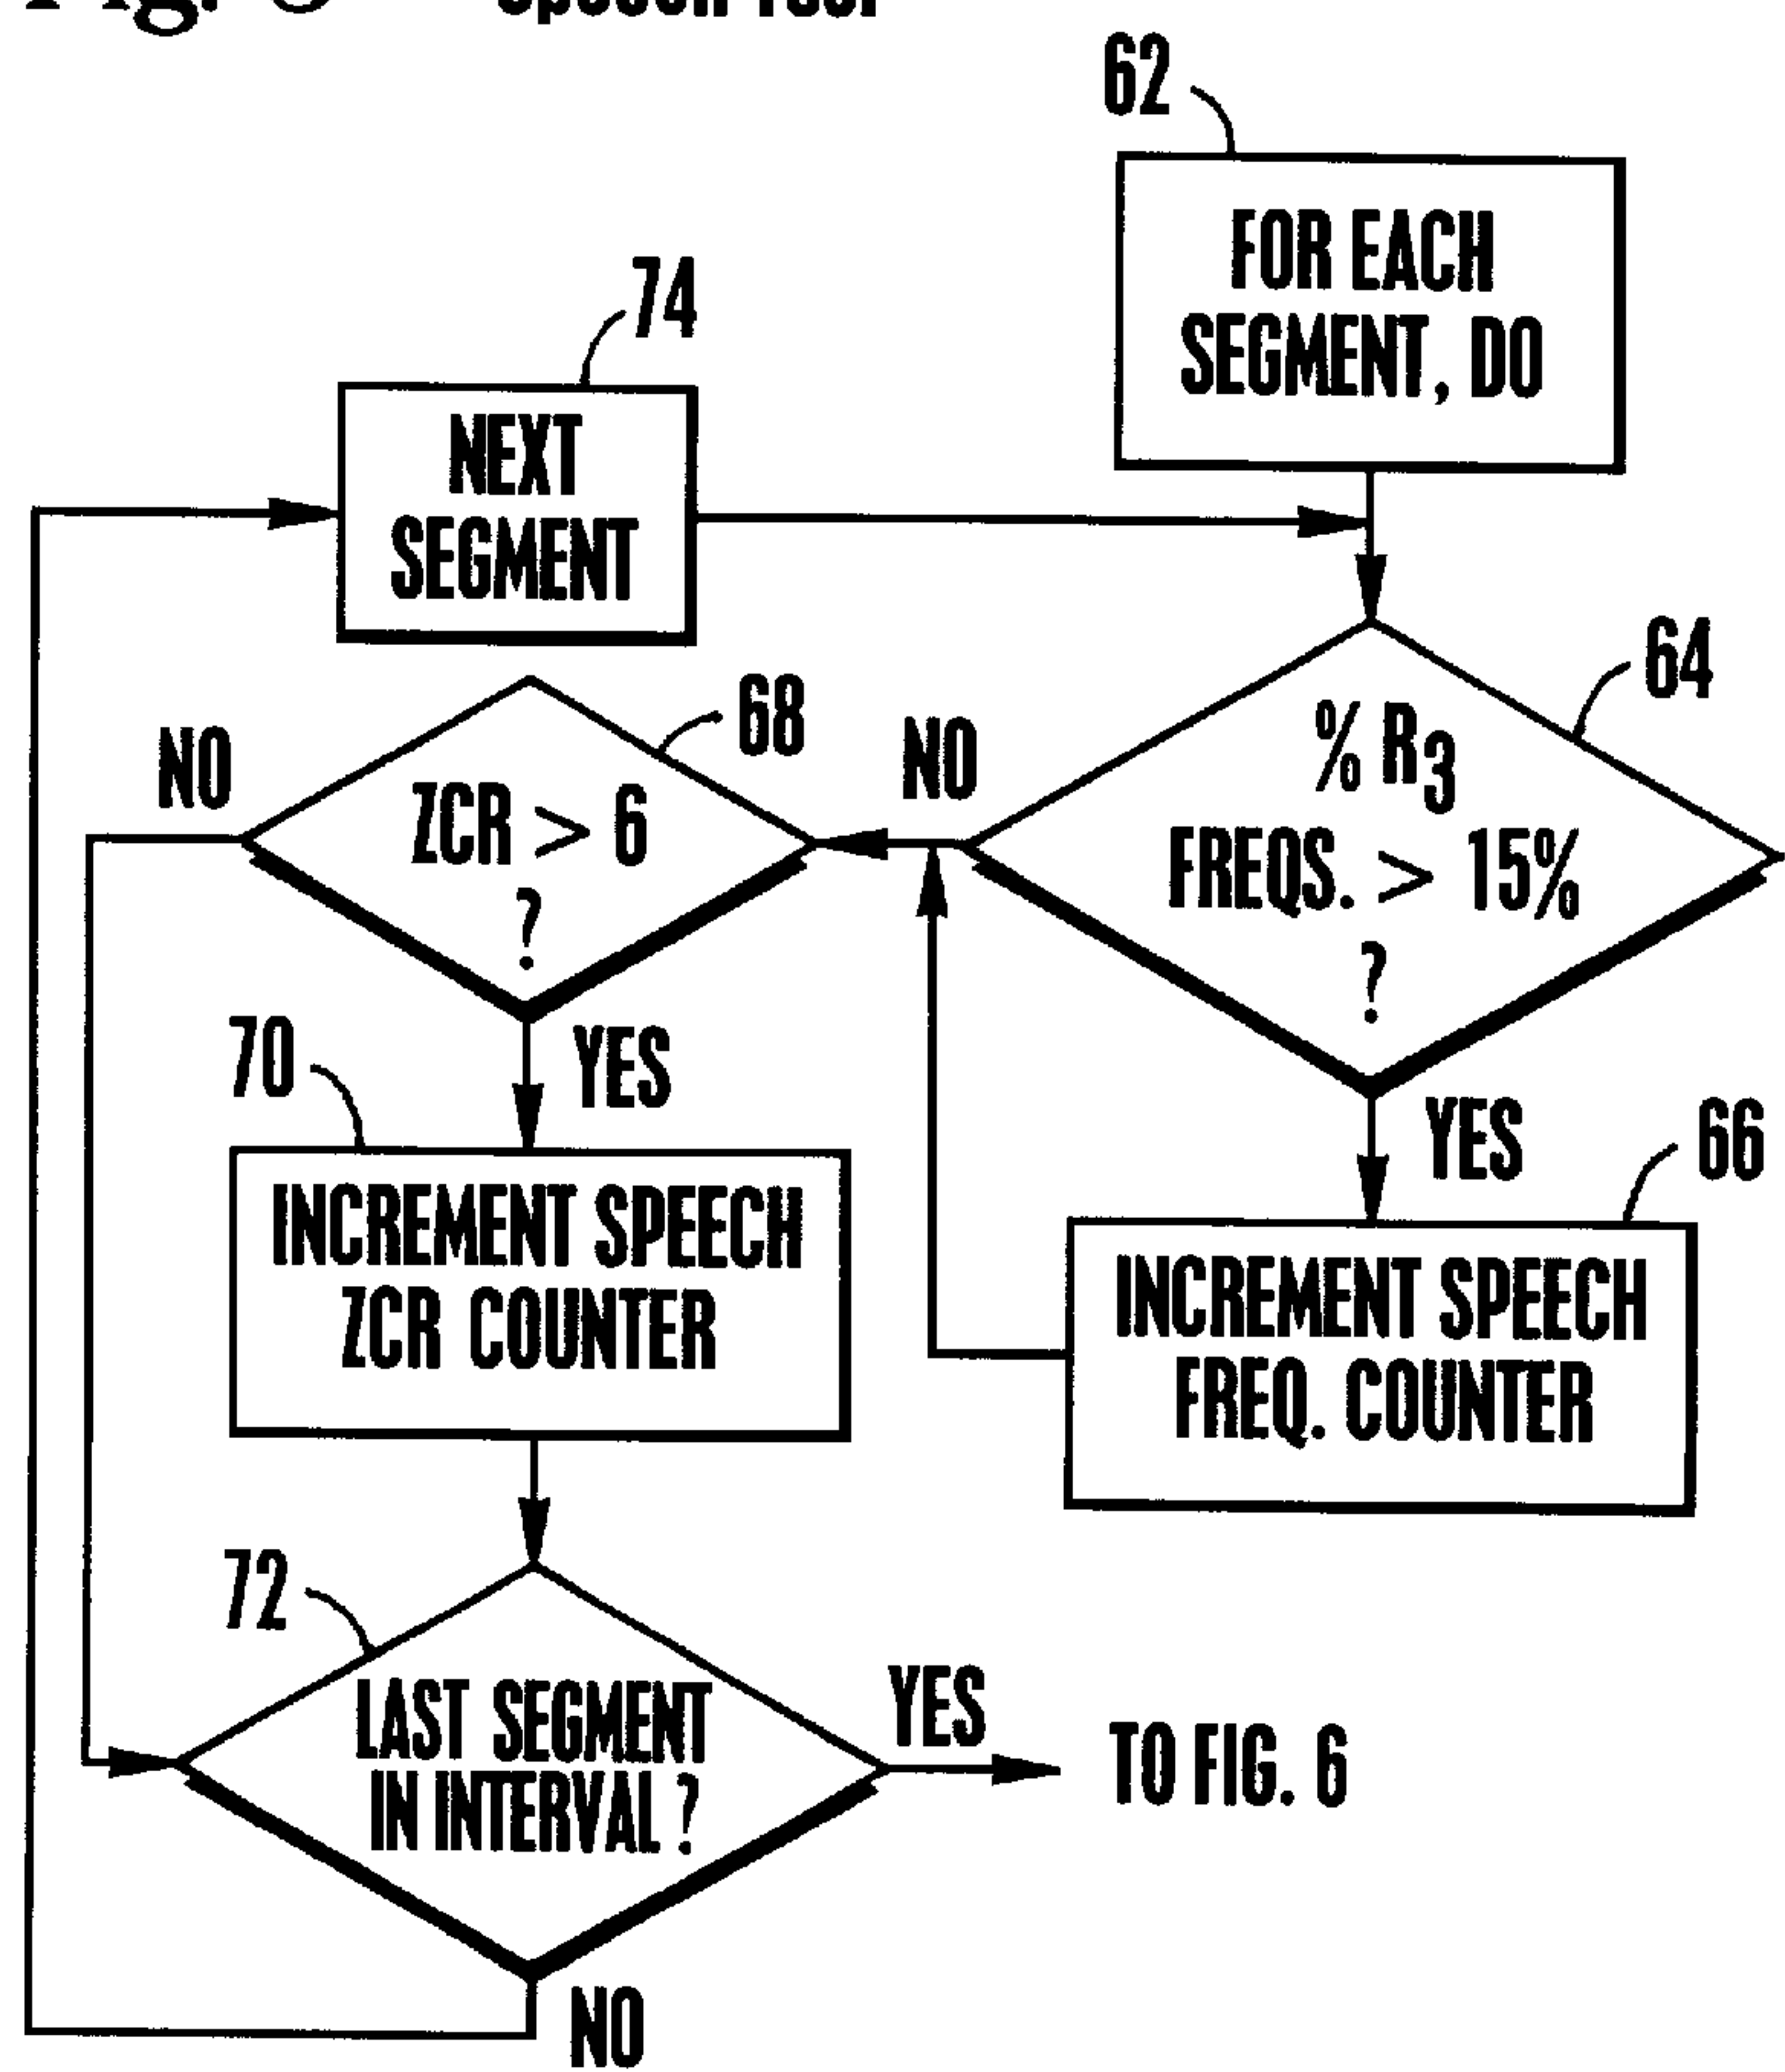 62
FOR EACH
SEGMENT, DO
74
NEXT
SEGMENT
64
% R3
FREQS. > 15%
?
NO
68
ZCR > 6
?
NO
YES
66
INCREMENT SPEECH
FREQ. COUNTER
70
YES
INCREMENT SPEECH
ZCR COUNTER
72
LAST SEGMENT
IN INTERVAL?
YES
TO FIG. 6
NO